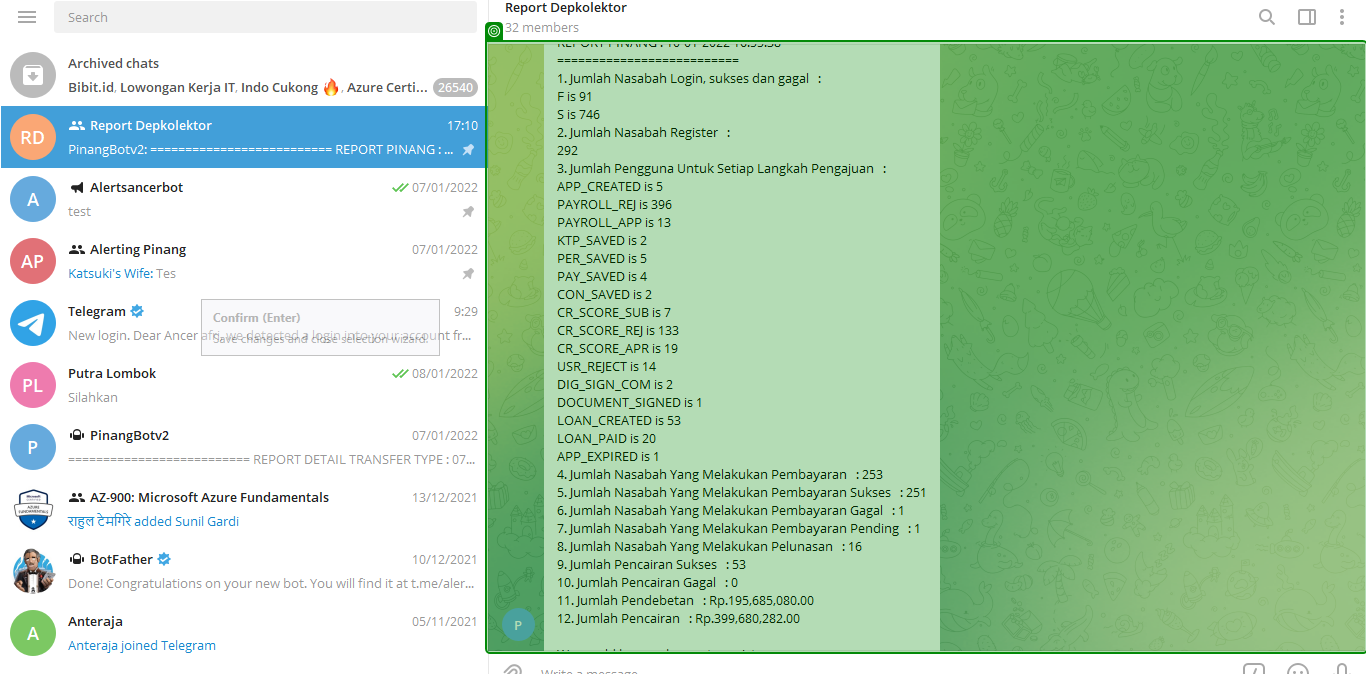 Search
Archived chats
Bibit.id, Lowongan Kerja IT, Indo Cukong 🔥, Azure Certi... 26540
RD Report Depkolektor 17:10
PinangBotv2: ========================== REPORT PINANG : ...
A Alertsancerbot 07/01/2022
test
AP Alerting Pinang 07/01/2022
Katsuki's Wife: Tes
Telegram 9:29
New login. Dear Ancer afri, we detected a login into your account fr...
Confirm (Enter)
Save changes and close selection wizard.
PL Putra Lombok 08/01/2022
Silahkan
P PinangBotv2 07/01/2022
========================== REPORT DETAIL TRANSFER TYPE : 07...
AZ-900: Microsoft Azure Fundamentals 13/12/2021
राहुल टेमगिरे added Sunil Gardi
BotFather 10/12/2021
Done! Congratulations on your new bot. You will find it at t.me/aler...
A Anteraja 05/11/2021
Anteraja joined Telegram
Report Depkolektor
32 members
REPORT PINANG : 10-01-2022 16:59:58
==========================
1. Jumlah Nasabah Login, sukses dan gagal :
F is 91
S is 746
2. Jumlah Nasabah Register :
292
3. Jumlah Pengguna Untuk Setiap Langkah Pengajuan :
APP_CREATED is 5
PAYROLL_REJ is 396
PAYROLL_APP is 13
KTP_SAVED is 2
PER_SAVED is 5
PAY_SAVED is 4
CON_SAVED is 2
CR_SCORE_SUB is 7
CR_SCORE_REJ is 133
CR_SCORE_APR is 19
USR_REJECT is 14
DIG_SIGN_COM is 2
DOCUMENT_SIGNED is 1
LOAN_CREATED is 53
LOAN_PAID is 20
APP_EXPIRED is 1
4. Jumlah Nasabah Yang Melakukan Pembayaran : 253
5. Jumlah Nasabah Yang Melakukan Pembayaran Sukses : 251
6. Jumlah Nasabah Yang Melakukan Pembayaran Gagal : 1
7. Jumlah Nasabah Yang Melakukan Pembayaran Pending : 1
8. Jumlah Nasabah Yang Melakukan Pelunasan : 16
9. Jumlah Pencairan Sukses : 53
10. Jumlah Pencairan Gagal : 0
11. Jumlah Pendebetan : Rp.195,685,080.00
12. Jumlah Pencairan : Rp.399,680,282.00
P
Write a message...